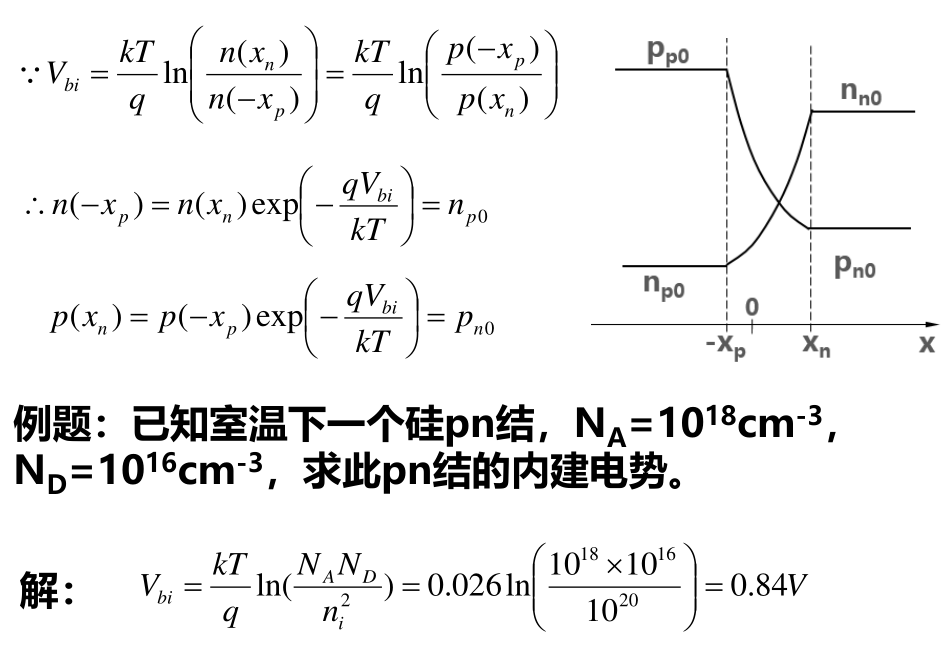 ∵ V_{bi} = \frac{kT}{q} \ln\left(\frac{n(x_n)}{n(-x_p)}\right) = \frac{kT}{q} \ln\left(\frac{p(-x_p)}{p(x_n)}\right)
∴ n(-x_p) = n(x_n) \exp\left(-\frac{qV_{bi}}{kT}\right) = n_{p0}
p(x_n) = p(-x_p) \exp\left(-\frac{qV_{bi}}{kT}\right) = p_{n0}
p_{p0}
n_{n0}
n_{p0}
p_{n0}
0
-x_p
x_n
x
例题：已知室温下一个硅pn结，N_A=10^{18}cm^{-3}，
N_D=10^{16}cm^{-3}，求此pn结的内建电势。
解： V_{bi} = \frac{kT}{q} \ln(\frac{N_A N_D}{n_i^2}) = 0.026 \ln\left(\frac{10^{18} × 10^{16}}{10^{20}}\right) = 0.84V